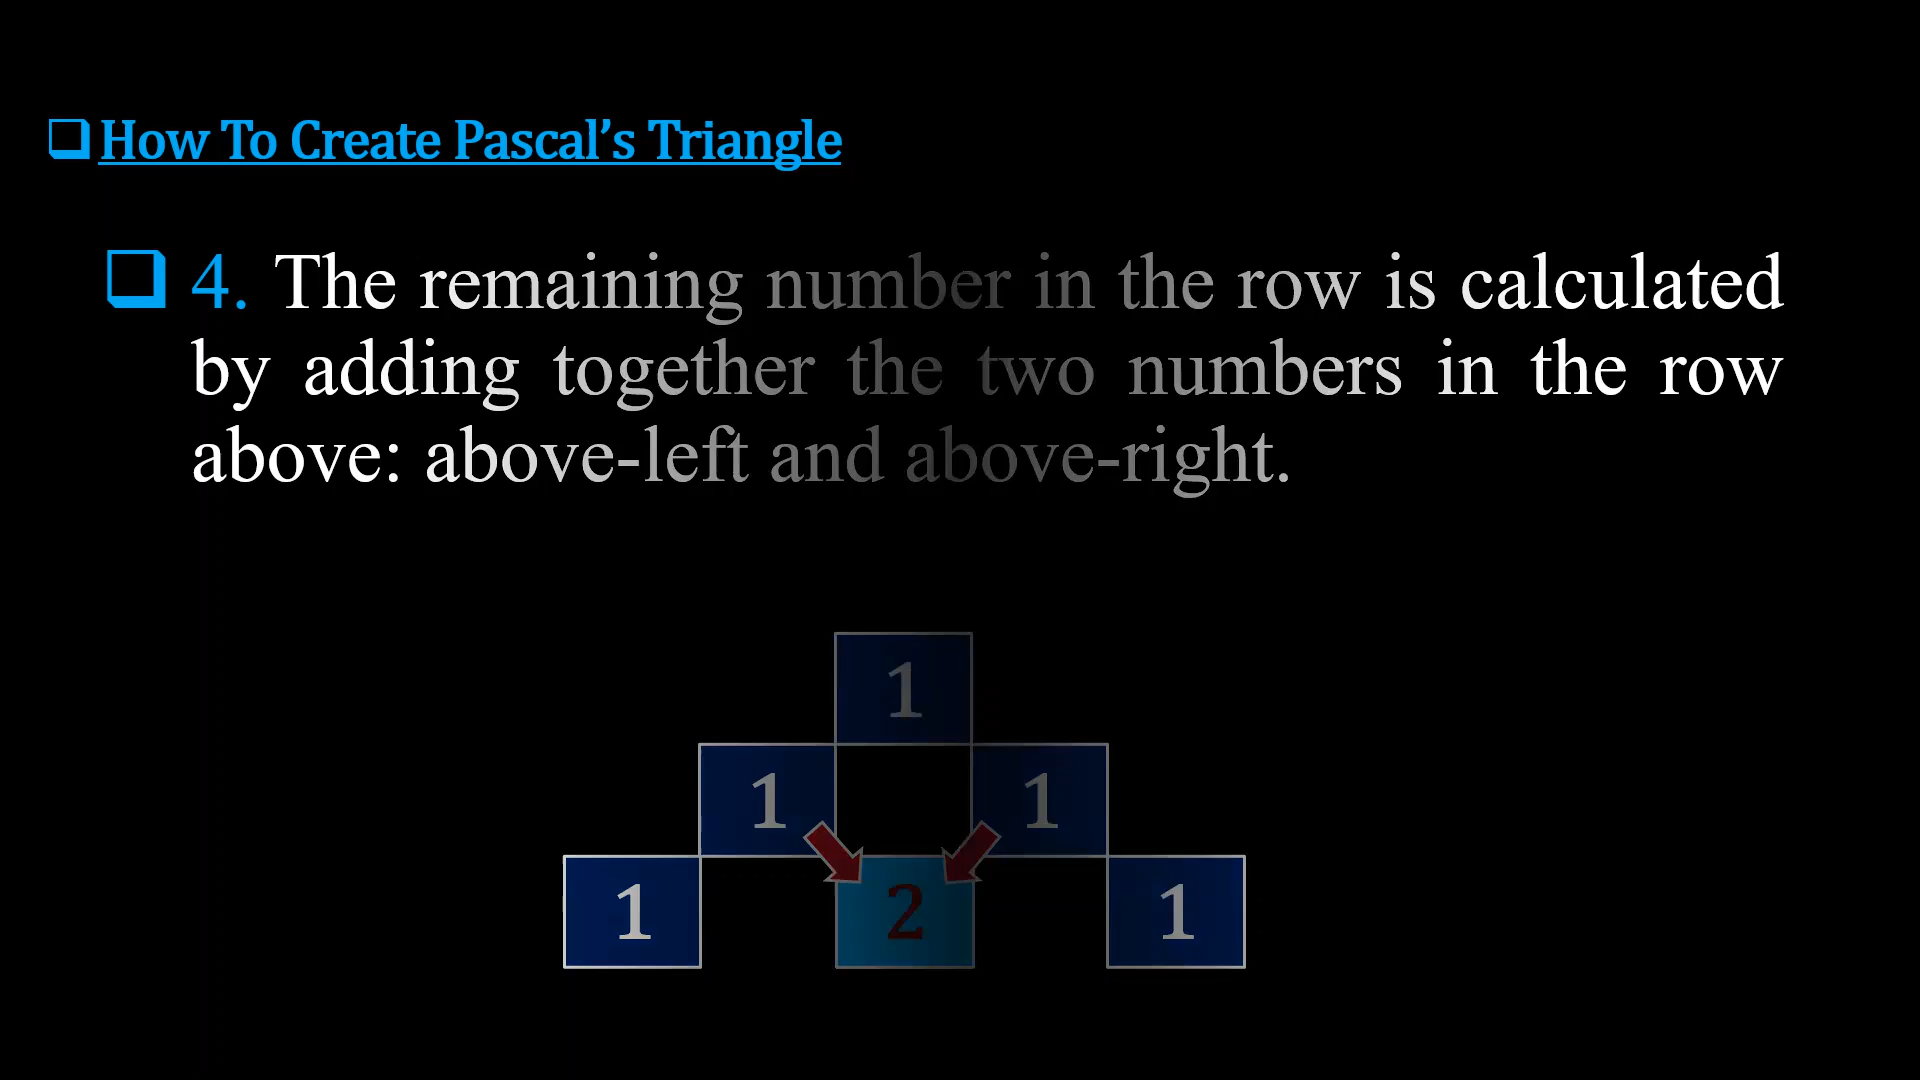 How To Create Pascal’s Triangle
4. The remaining number in the row is calculated
by adding together the two numbers in the row
above: above-left and above-right.
1
1 1
1 2 1